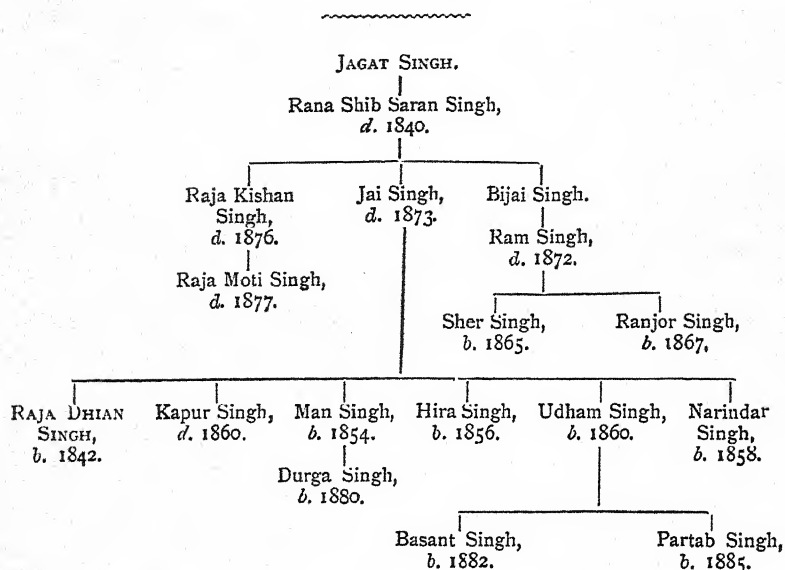 JAGAT SINGH.
Rana Shib Saran Singh,
d. 1840.
Raja Kishan
Singh,
d. 1876.
Jai Singh,
d. 1873.
Bijai Singh.
Ram Singh,
d. 1872.
Raja Moti Singh,
d. 1877.
Sher Singh,
b. 1865.
Ranjor Singh,
b. 1867,
RAJA DHIAN
SINGH,
b. 1842.
Kapur Singh,
d. 1860.
Man Singh,
b. 1854.
Hira Singh,
b. 1856.
Udham Singh,
b. 1860.
Narindar
Singh,
b. 1858.
Durga Singh,
b. 1880.
Basant Singh,
b. 1882.
Partab Singh,
b. 1885.